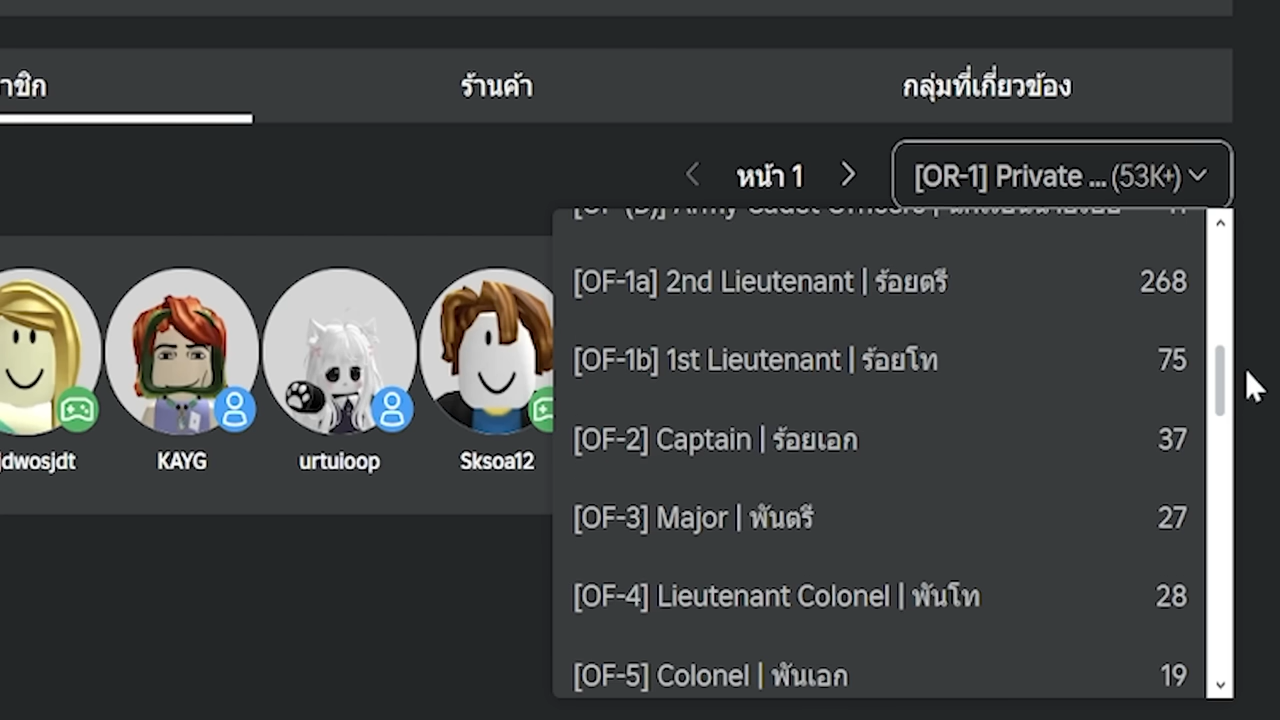 ร้านค้า
กลุ่มที่เกี่ยวข้อง
หน้า 1
[OR-1] Private ... (53K+)
[OF-1a] 2nd Lieutenant | ร้อยตรี 268
[OF-1b] 1st Lieutenant | ร้อยโท 75
[OF-2] Captain | ร้อยเอก 37
[OF-3] Major | พันตรี 27
[OF-4] Lieutenant Colonel | พันโท 28
[OF-5] Colonel | พันเอก 19
dwosjdt
KAYG
urtuioop
Sksoa12